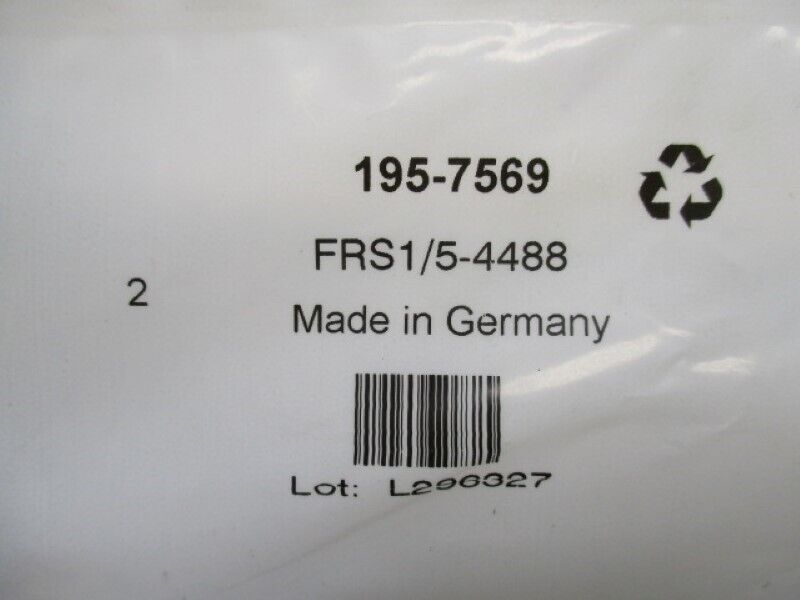 195-7569
FRS1/5-4488
2
Made in Germany
Lot: L296327